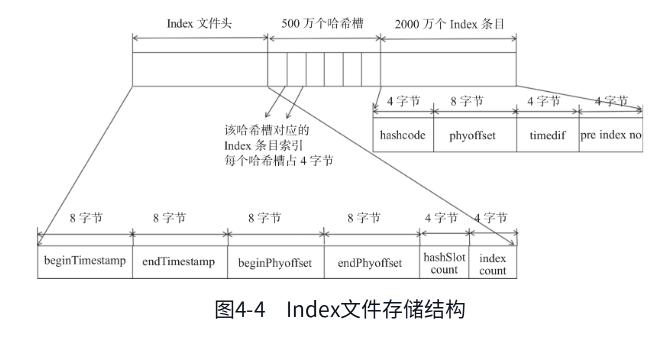 Index 文件头
500 万个哈希槽
2000 万个 Index 条目
4 字节
8 字节
4 字节
4 字节
hashcode
phyoffset
timedif
pre index no
该哈希槽对应的
Index 条目索引
每个哈希槽占 4 字节
8 字节
8 字节
8 字节
8 字节
4 字节
4 字节
beginTimestamp
endTimestamp
beginPhyoffset
endPhyoffset
hashSlot
count
index
count
图4-4 Index文件存储结构